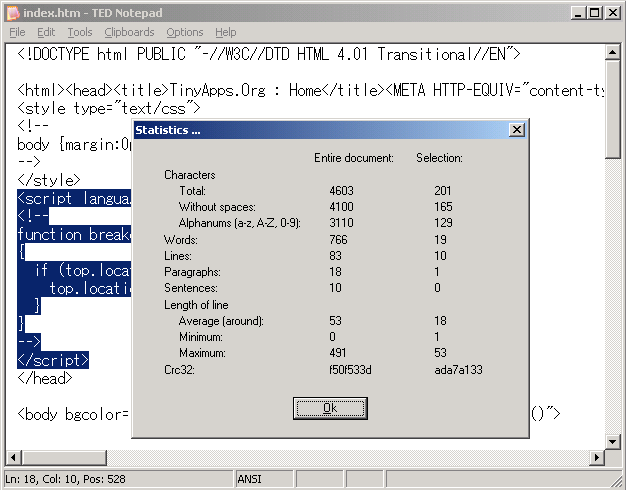 index.htm - TED Notepad
File Edit Tools Clipboards Options Help
<!DOCTYPE html PUBLIC "-//W3C//DTD HTML 4.01 Transitional//EN">
<html><head><title>TinyApps.Org : Home</title><META HTTP-EQUIV="content-ty
<style type="text/css">
<!--
body {margin:0p
-->
</style>
<script langua
<!--
function breako
{
if (top.locat
top.locatio
}
}
-->
</script>
</head>
<body bgcolor= ()">
Statistics ...
Entire document: Selection:
Characters
Total: 4603 201
Without spaces: 4100 165
Alphanums (a-z, A-Z, 0-9): 3110 129
Words: 766 19
Lines: 83 10
Paragraphs: 18 1
Sentences: 10 0
Length of line
Average (around): 53 18
Minimum: 0 1
Maximum: 491 53
Crc32: f50f533d ada7a133
Ok
Ln: 18, Col: 10, Pos: 528 ANSI